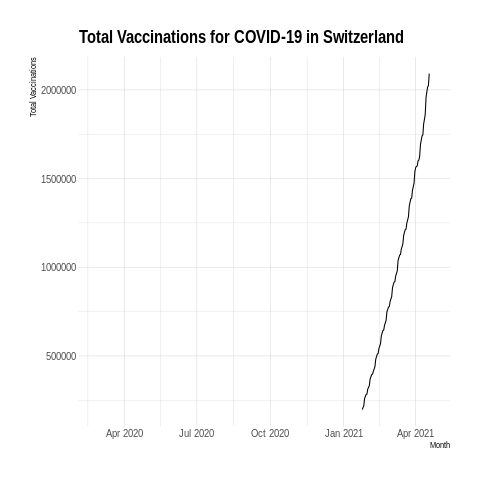 Total Vaccinations for COVID-19 in Switzerland
Total Vaccinations
2000000
1500000
1000000
500000
Apr 2020 Jul 2020 Oct 2020 Jan 2021 Apr 2021
Month